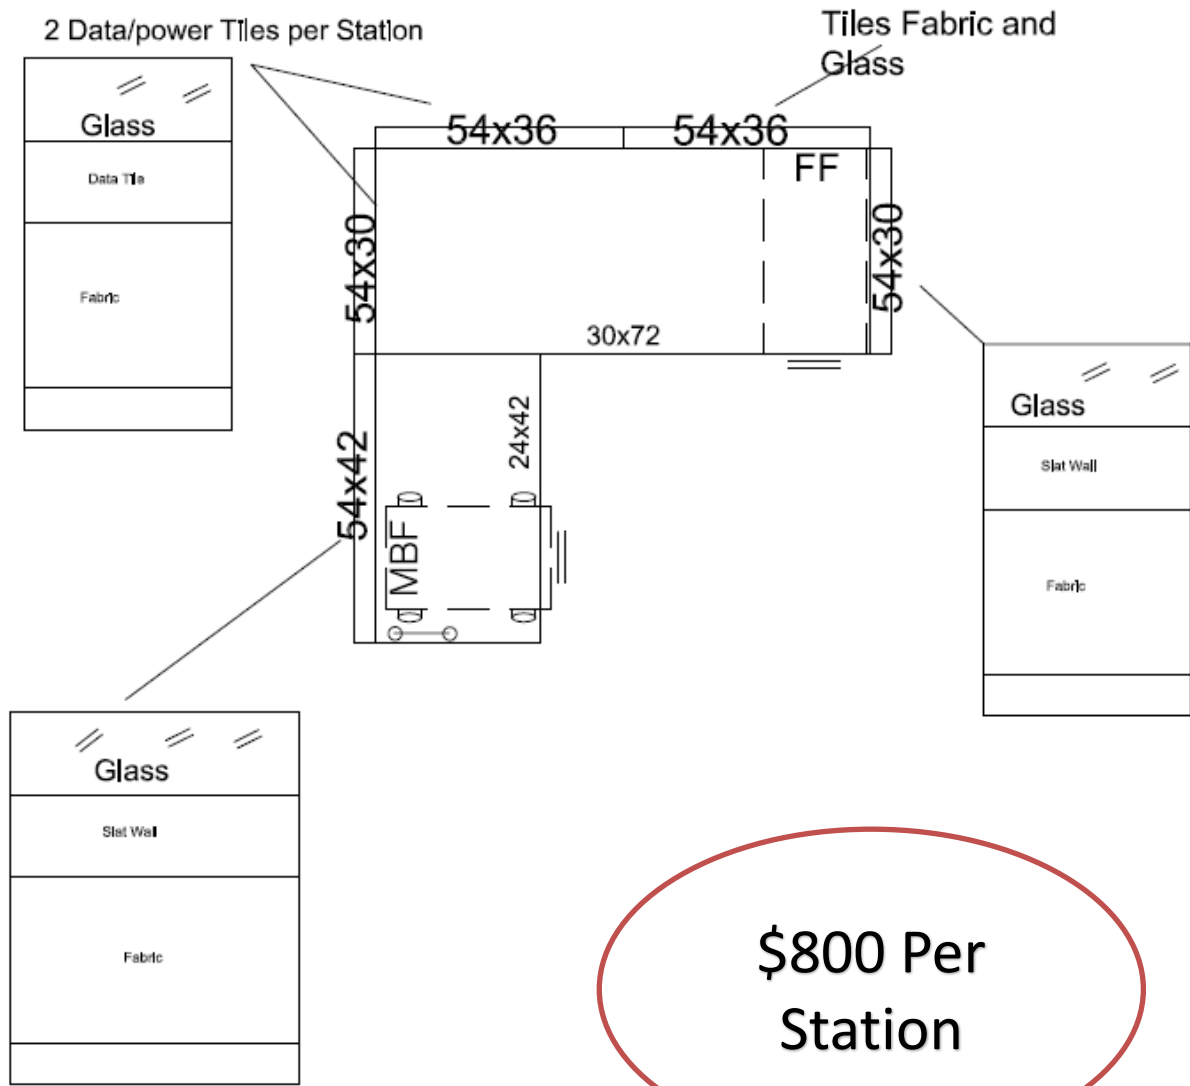 2 Data/power Tiles per Station
Tiles Fabric and
Glass
Glass
Data Tile
Fabric
54x36
54x36
FF
54x30
54x30
30x72
24x42
54x42
MBF
Glass
Slat Wall
Fabric
Glass
Slat Wall
Fabric
$800 Per
Station